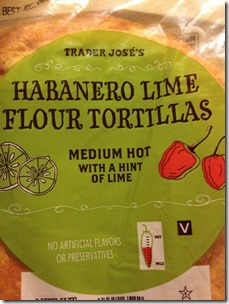 BEST
TRADER JOSÉ'S
HABANERO LIME
FLOUR TORTILLAS
MEDIUM HOT
WITH A HINT
OF LIME
NO ARTIFICIAL FLAVORS
OR PRESERVATIVES
HOT
MILD
V